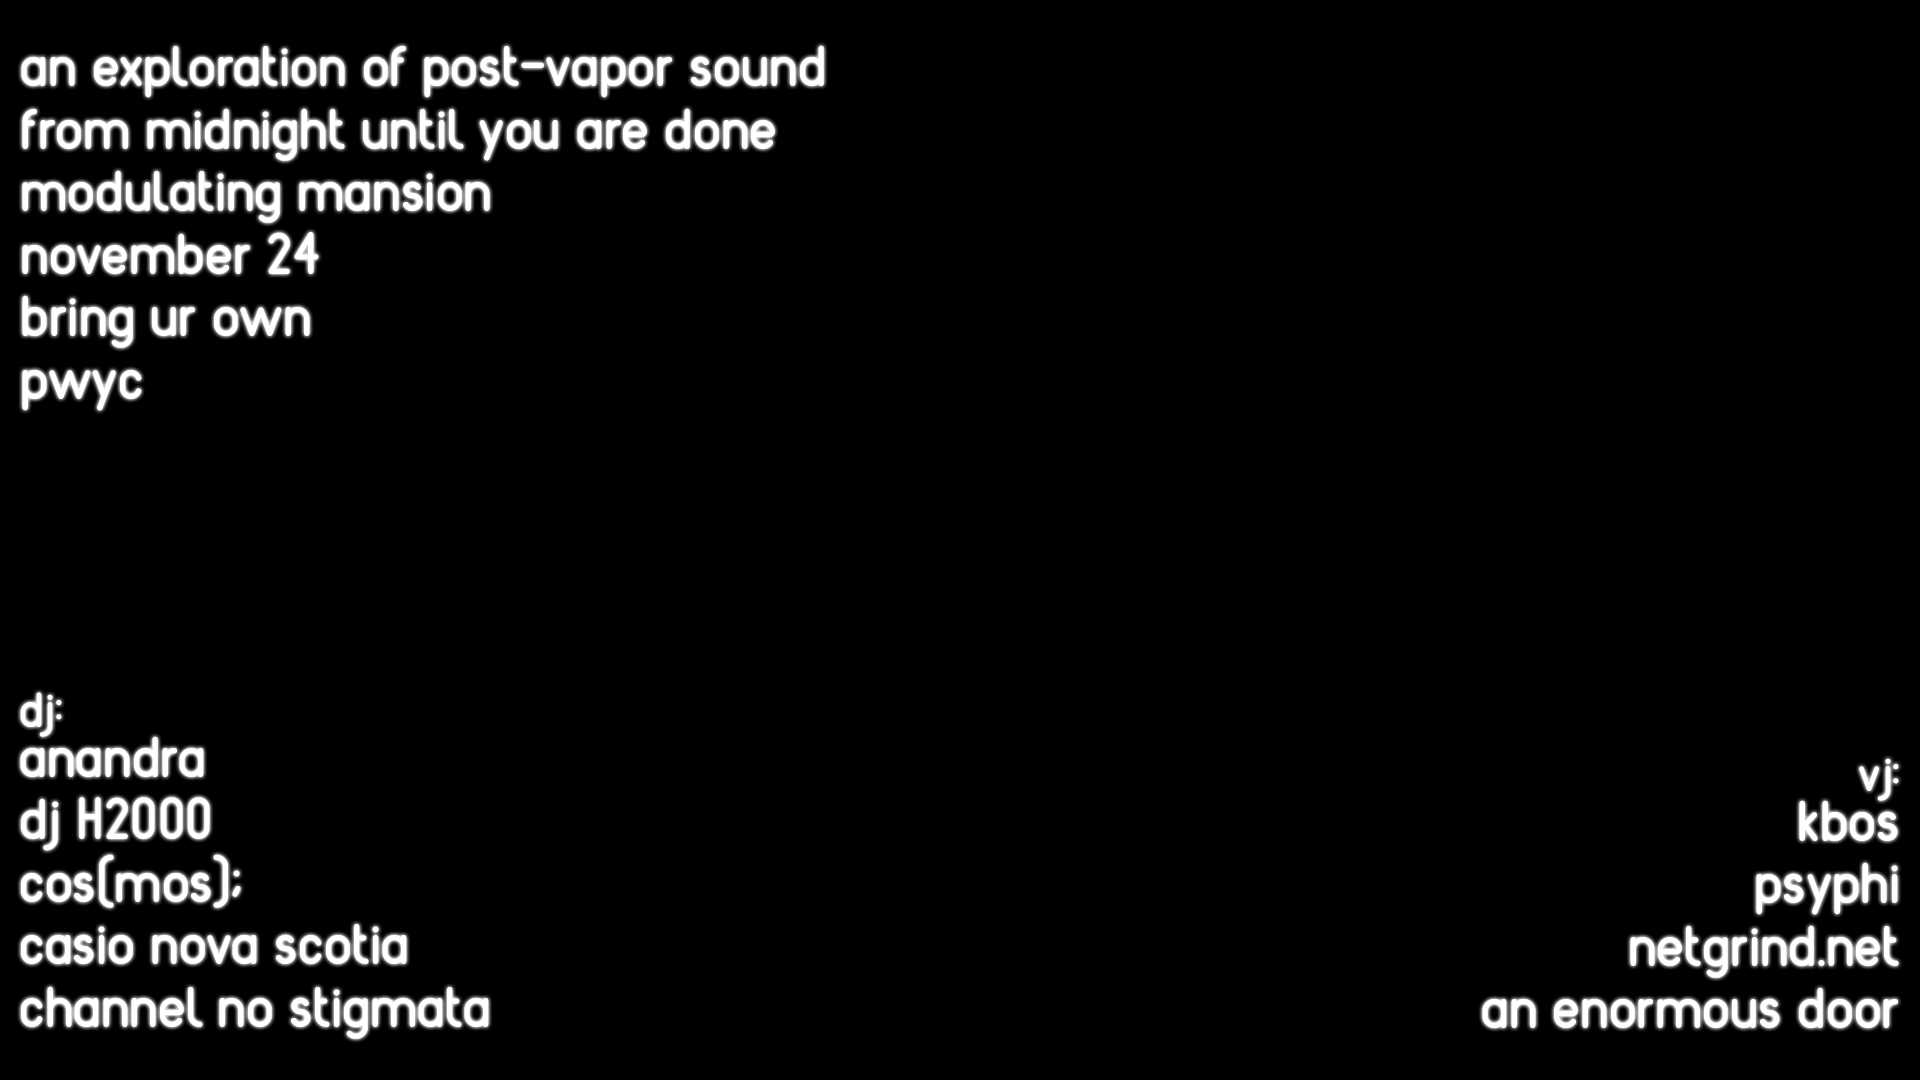 an exploration of post-vapor sound
from midnight until you are done
modulating mansion
november 24
bring ur own
pwyc
dj:
anandra
dj H2000
cos(mos);
casio nova scotia
channel no stigmata
vj:
kbos
psyphi
netgrind.net
an enormous door